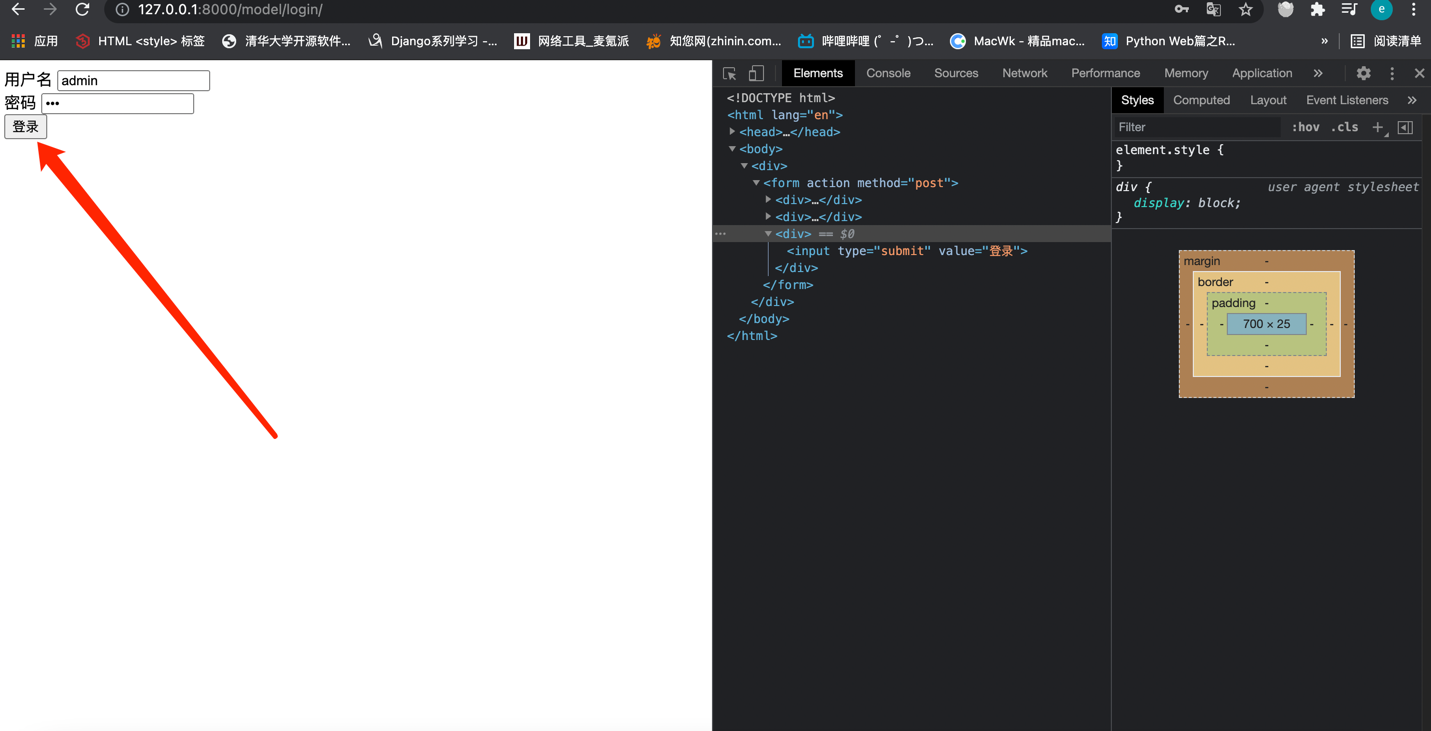 127.0.0.1:8000/model/login/
e
应用 HTML <style> 标签 清华大学开源软件... Django系列学习 -... 网络工具_麦氪派 知您网(zhinin.com... 哔哩哔哩 (゜-゜)つ... MacWk - 精品mac... 知 Python Web篇之R... » 阅读清单
用户名 admin
密码 •••
登录
Elements Console Sources Network Performance Memory Application »
<!DOCTYPE html>
<html lang="en">
<head>…</head>
<body>
<div>
<form action method="post">
<div>…</div>
<div>…</div>
<div> == $0
<input type="submit" value="登录">
</div>
</form>
</div>
</body>
</html>
Styles Computed Layout Event Listeners »
Filter :hov .cls +
element.style {
}
div { user agent stylesheet
display: block;
}
margin -
border -
padding -
- - - 700 × 25 - - -
-
-
-